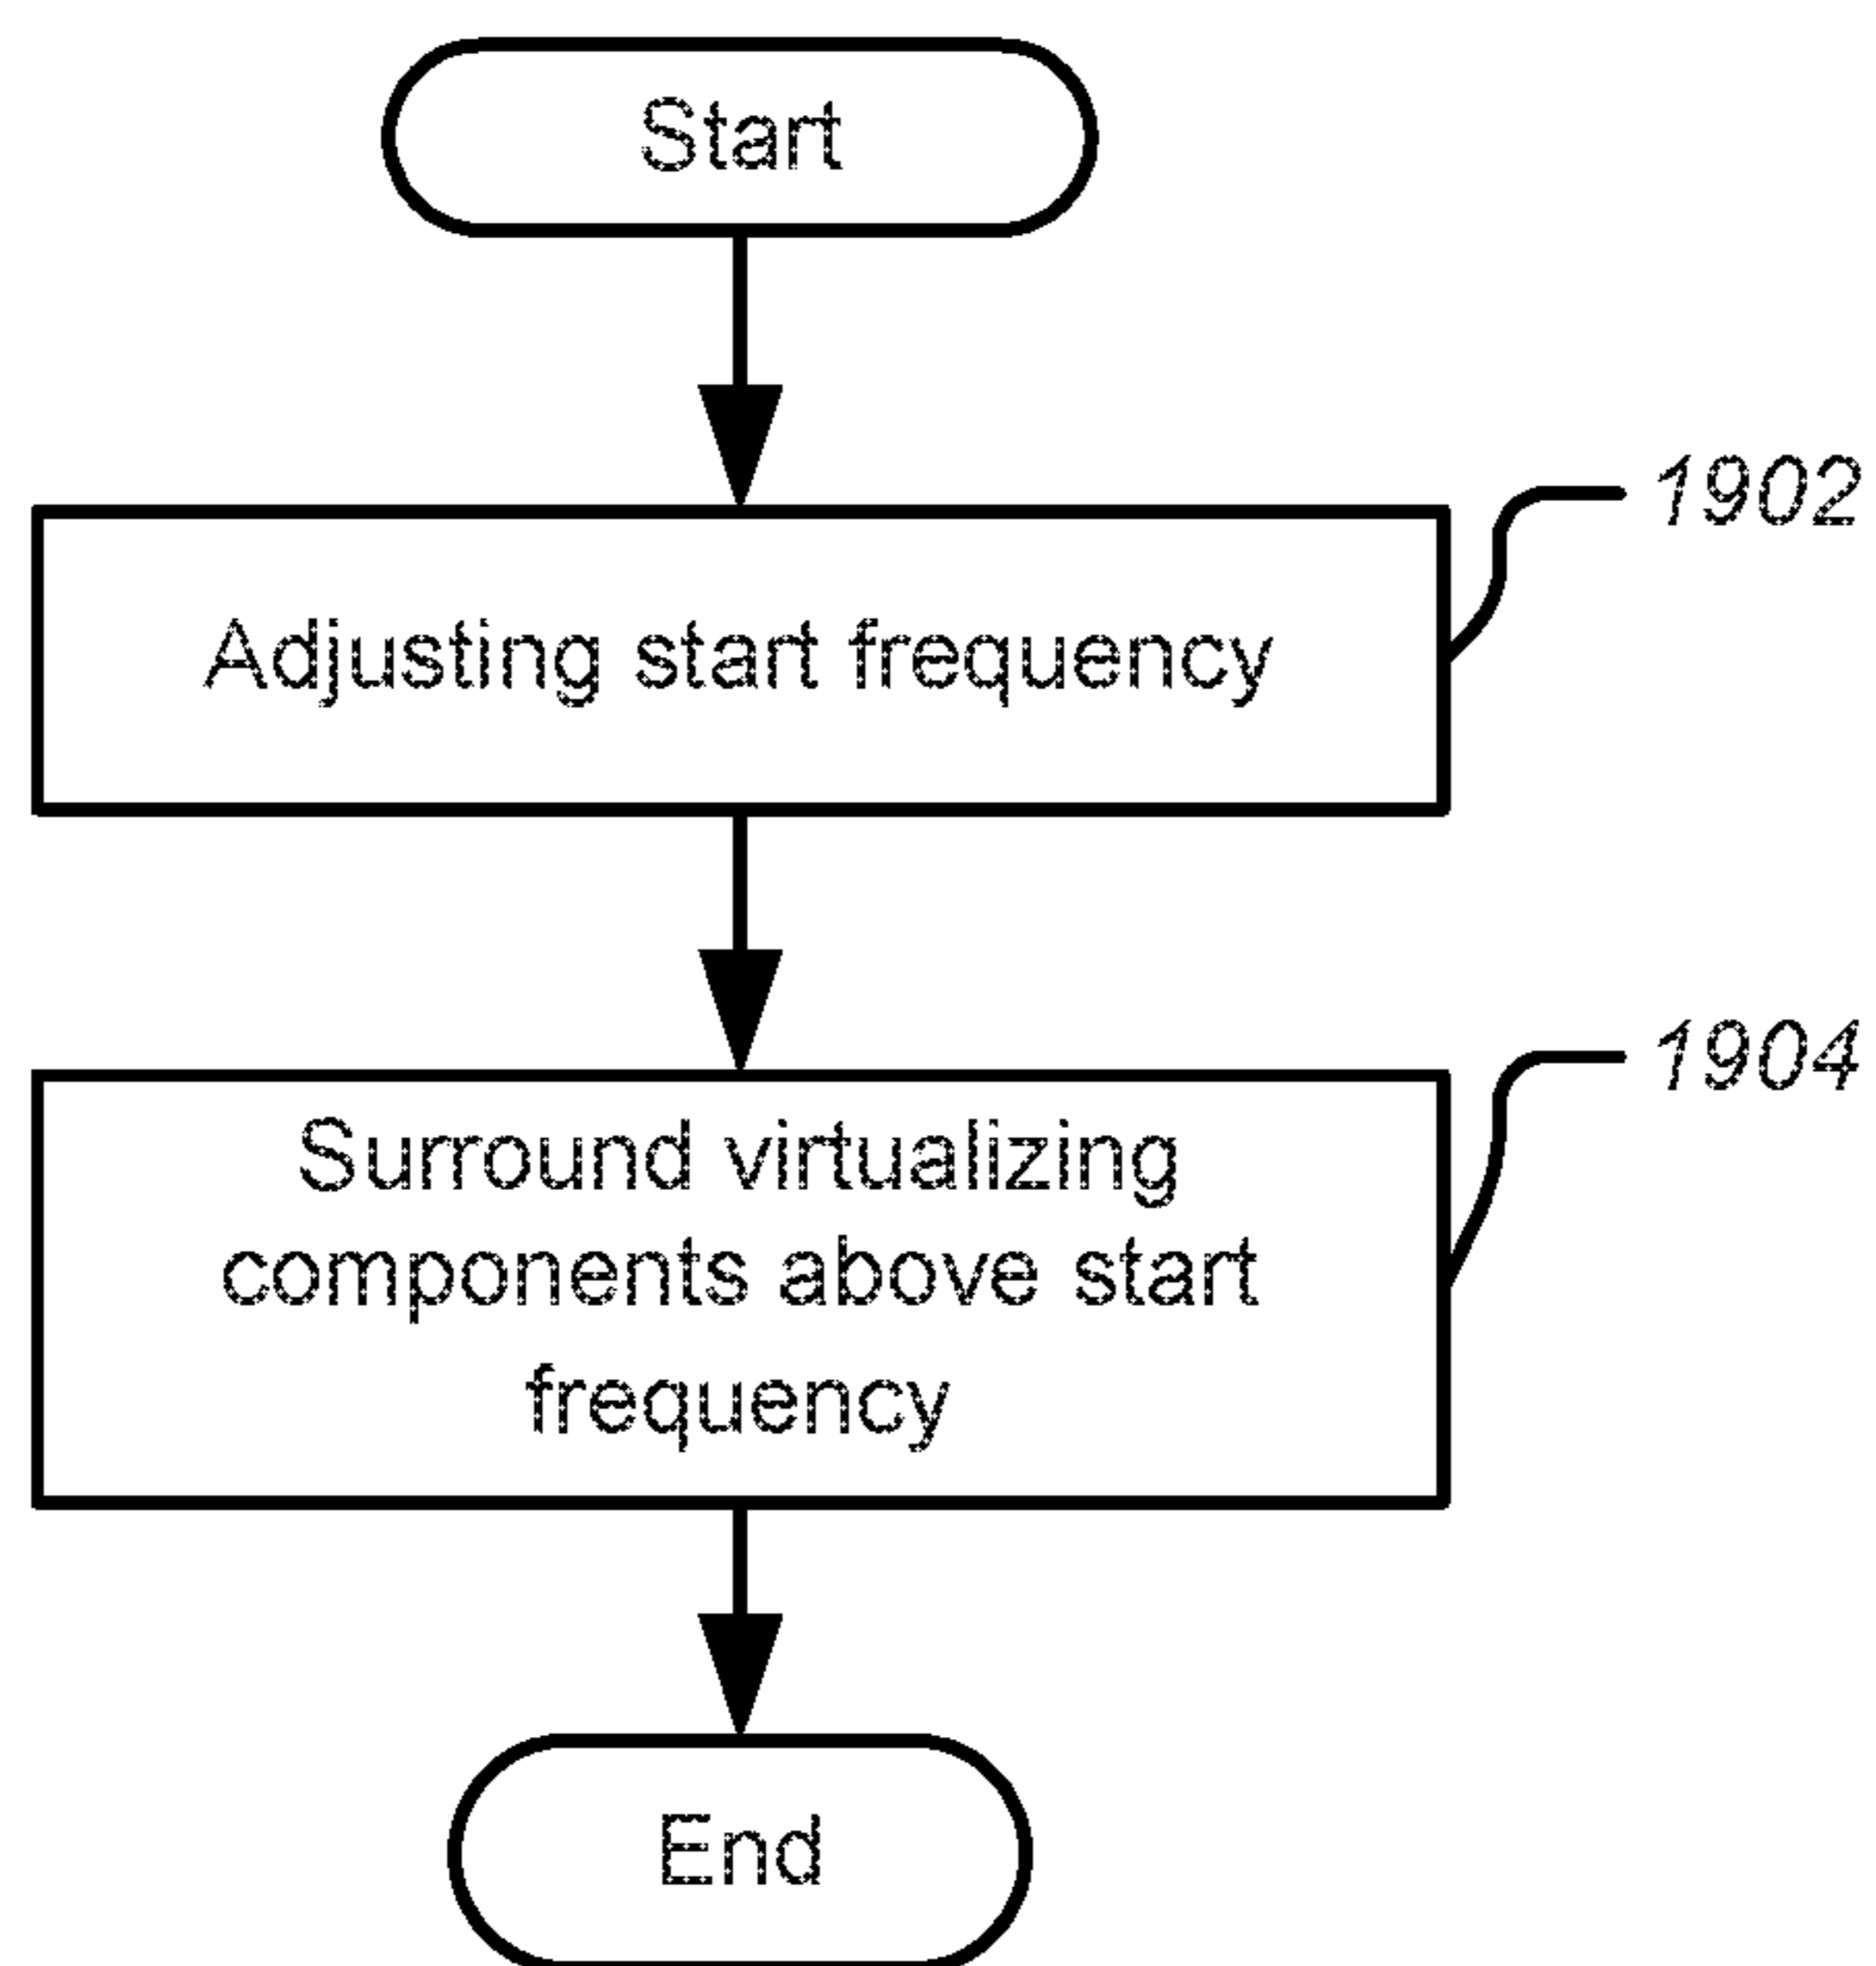 Start
1902
Adjusting start frequency
1904
Surround virtualizing
components above start
frequency
End